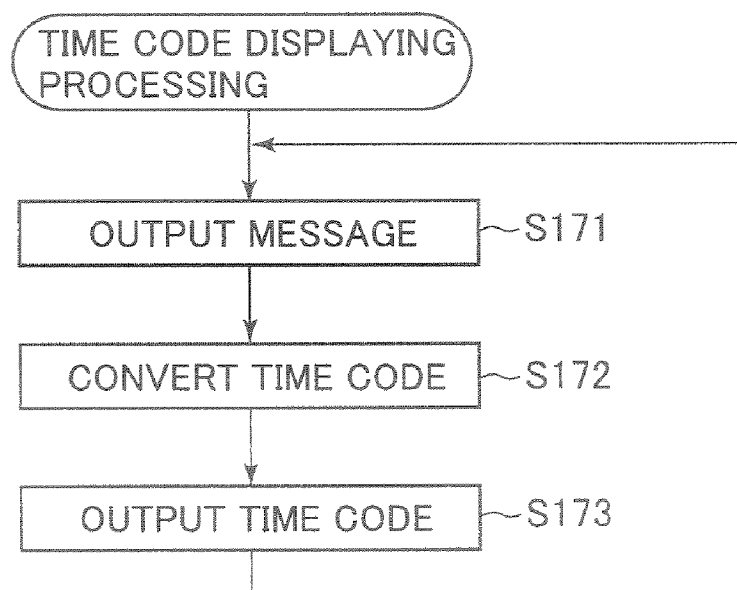 TIME CODE DISPLAYING
PROCESSING
OUTPUT MESSAGE
S171
CONVERT TIME CODE
S172
OUTPUT TIME CODE
S173